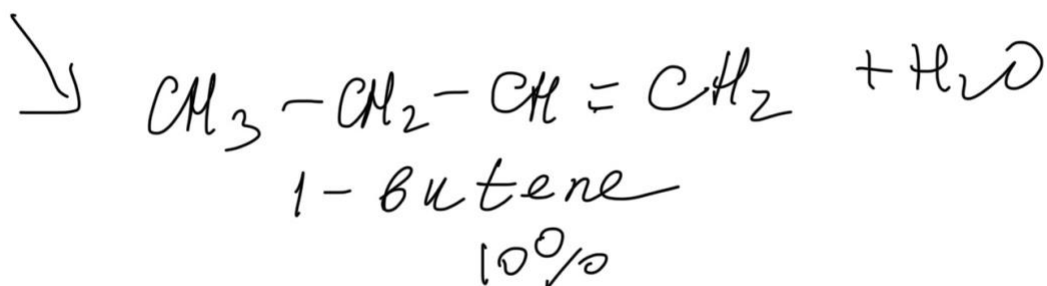 CH₃-CH₂-CH=CH₂ +H₂O
1-butene
10%